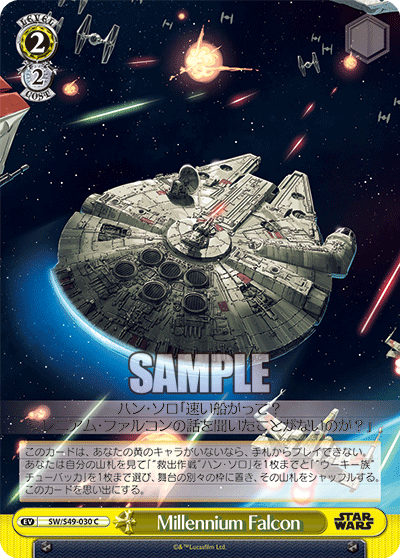 LEVEL
2
2
COST
SAMPLE
ハン・ソロ「速い船かって？
ミレニアム・ファルコンの話を聞いたことがないのか？」
このカードは、あなたの黄のキャラがいないなら、手札からプレイできない。
あなたは自分の山札を見て「“救出作戦”ハン・ソロ」を1枚までと「“ウーキー族”
チューバッカ」を1枚まで選び、舞台の別々の枠に置き、その山札をシャッフルする。
このカードを思い出にする。
EV SW/S49-030 C Millennium Falcon STAR WARS
©&™Lucasfilm Ltd.